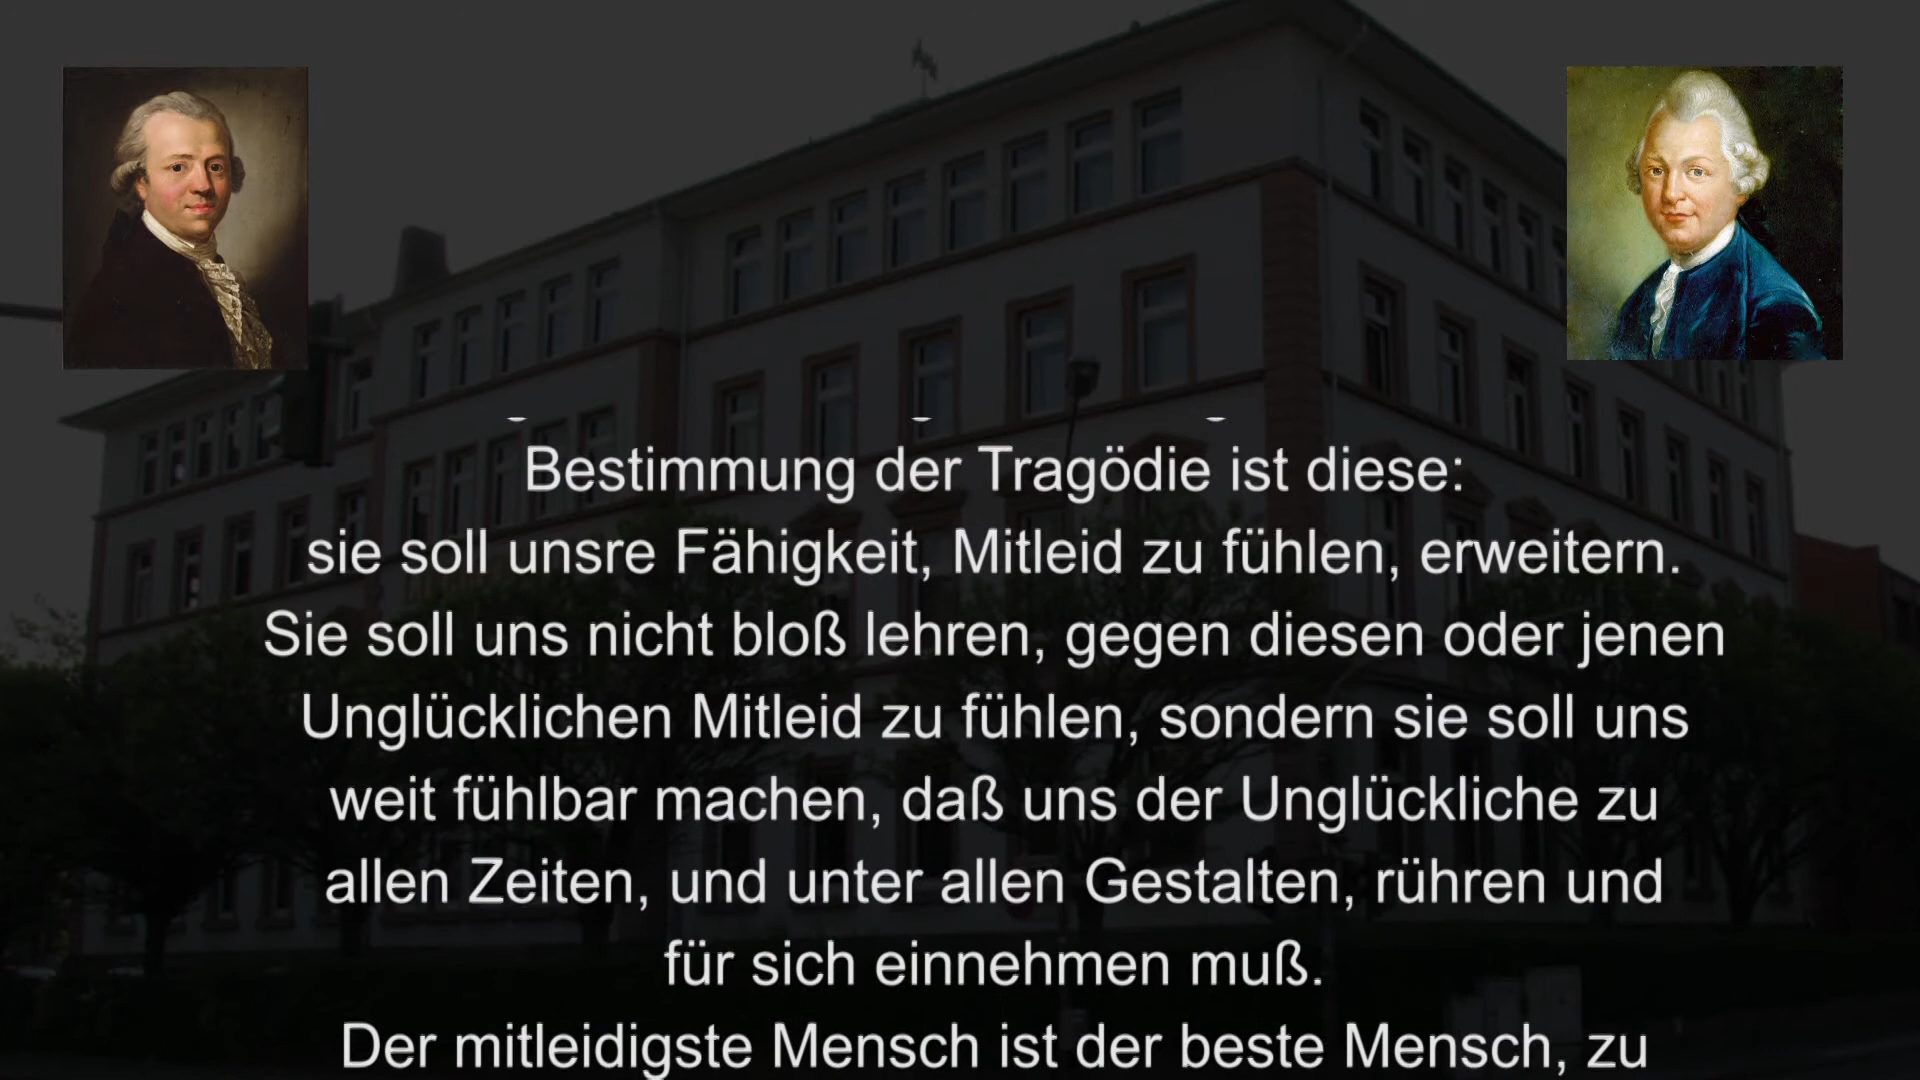 Bestimmung der Tragödie ist diese:
sie soll unsre Fähigkeit, Mitleid zu fühlen, erweitern.
Sie soll uns nicht bloß lehren, gegen diesen oder jenen
Unglücklichen Mitleid zu fühlen, sondern sie soll uns
weit fühlbar machen, daß uns der Unglückliche zu
allen Zeiten, und unter allen Gestalten, rühren und
für sich einnehmen muß.
Der mitleidigste Mensch ist der beste Mensch, zu